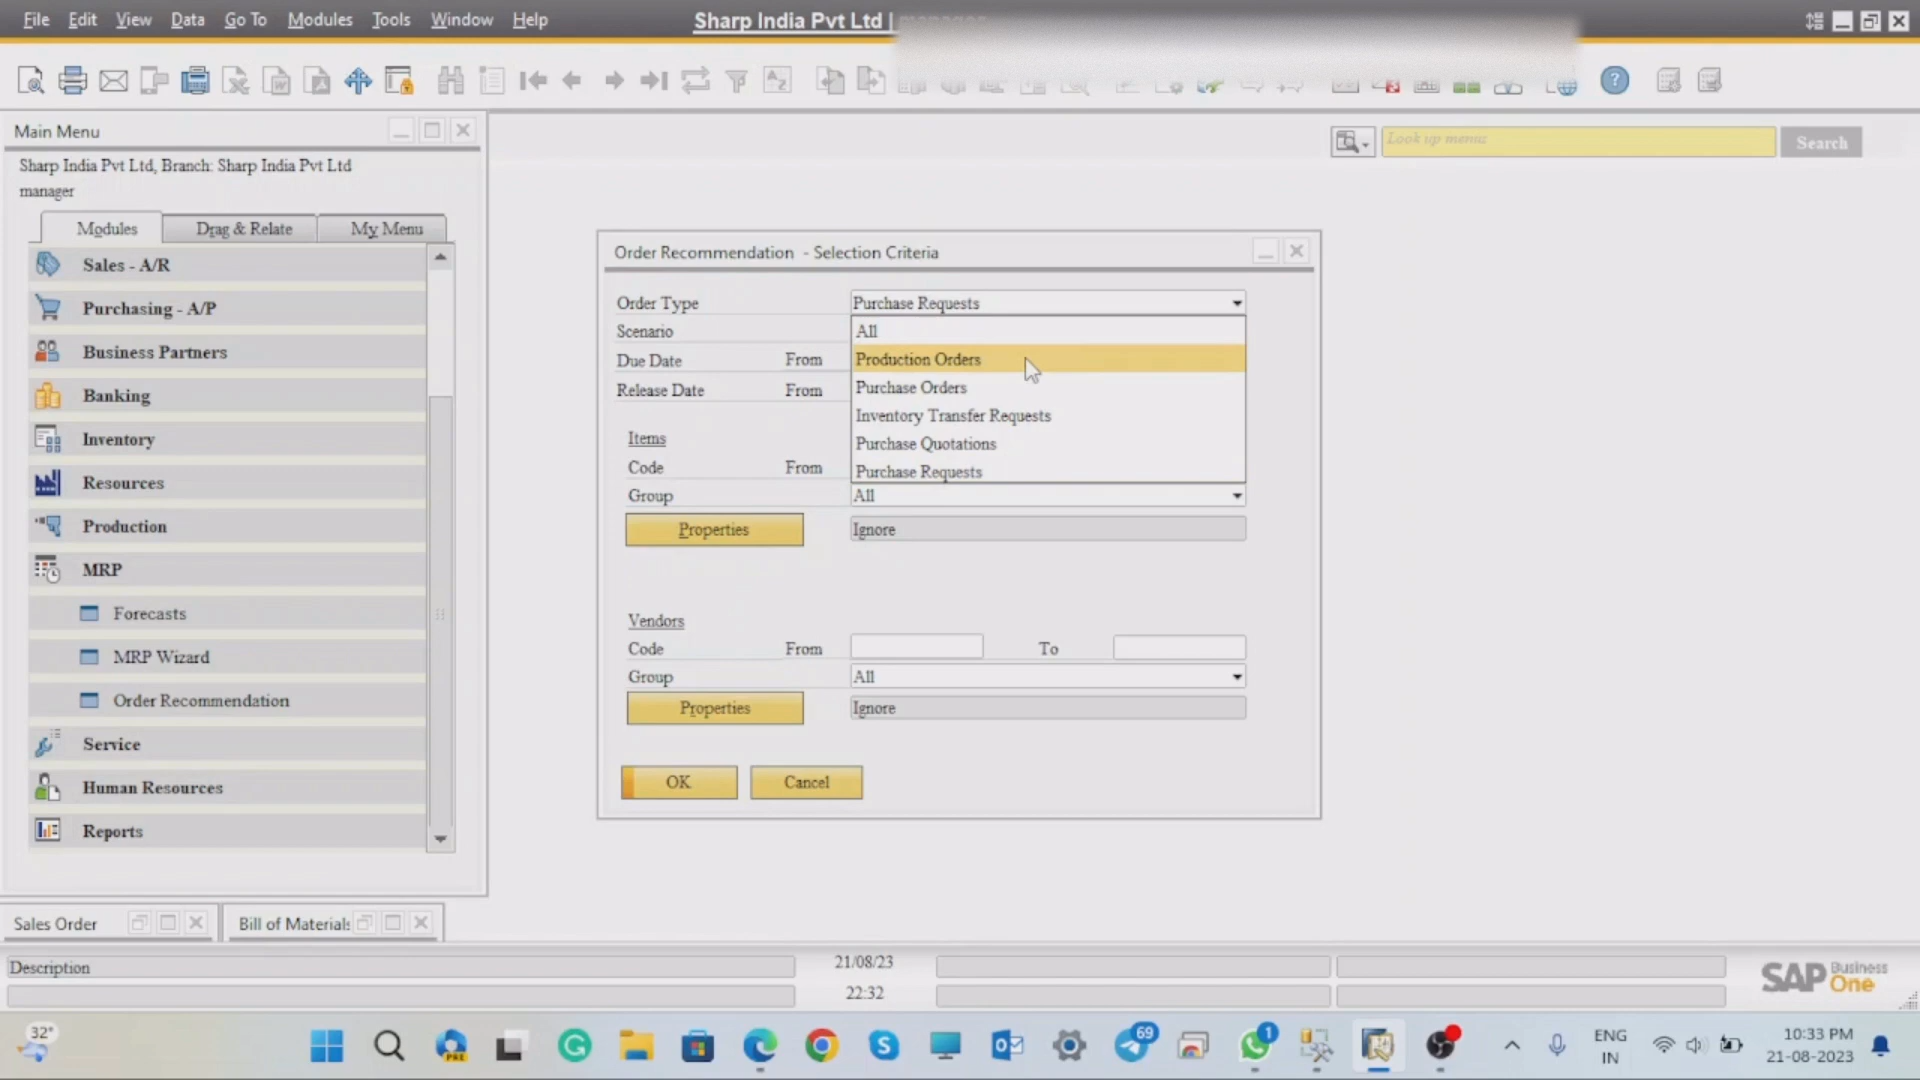 File Edit View Data Go To Modules Tools Window Help
Sharp India Pvt Ltd |
Main Menu
Look up menus
Search
Sharp India Pvt Ltd, Branch: Sharp India Pvt Ltd
manager
Modules Drag & Relate My Menu
Sales - A/R
Purchasing - A/P
Business Partners
Banking
Inventory
Resources
Production
MRP
Forecasts
MRP Wizard
Order Recommendation
Service
Human Resources
Reports
Order Recommendation - Selection Criteria
Order Type Purchase Requests
Scenario
Due Date From
Release Date From
All
Production Orders
Purchase Orders
Inventory Transfer Requests
Purchase Quotations
Purchase Requests
Items
Code From
Group All
Properties Ignore
Vendors
Code From To
Group All
Properties Ignore
OK Cancel
Sales Order Bill of Materials
Description
21/08/23
22:32
SAP Business One
32°
PRE
69
1
ENG
IN
10:33 PM
21-08-2023